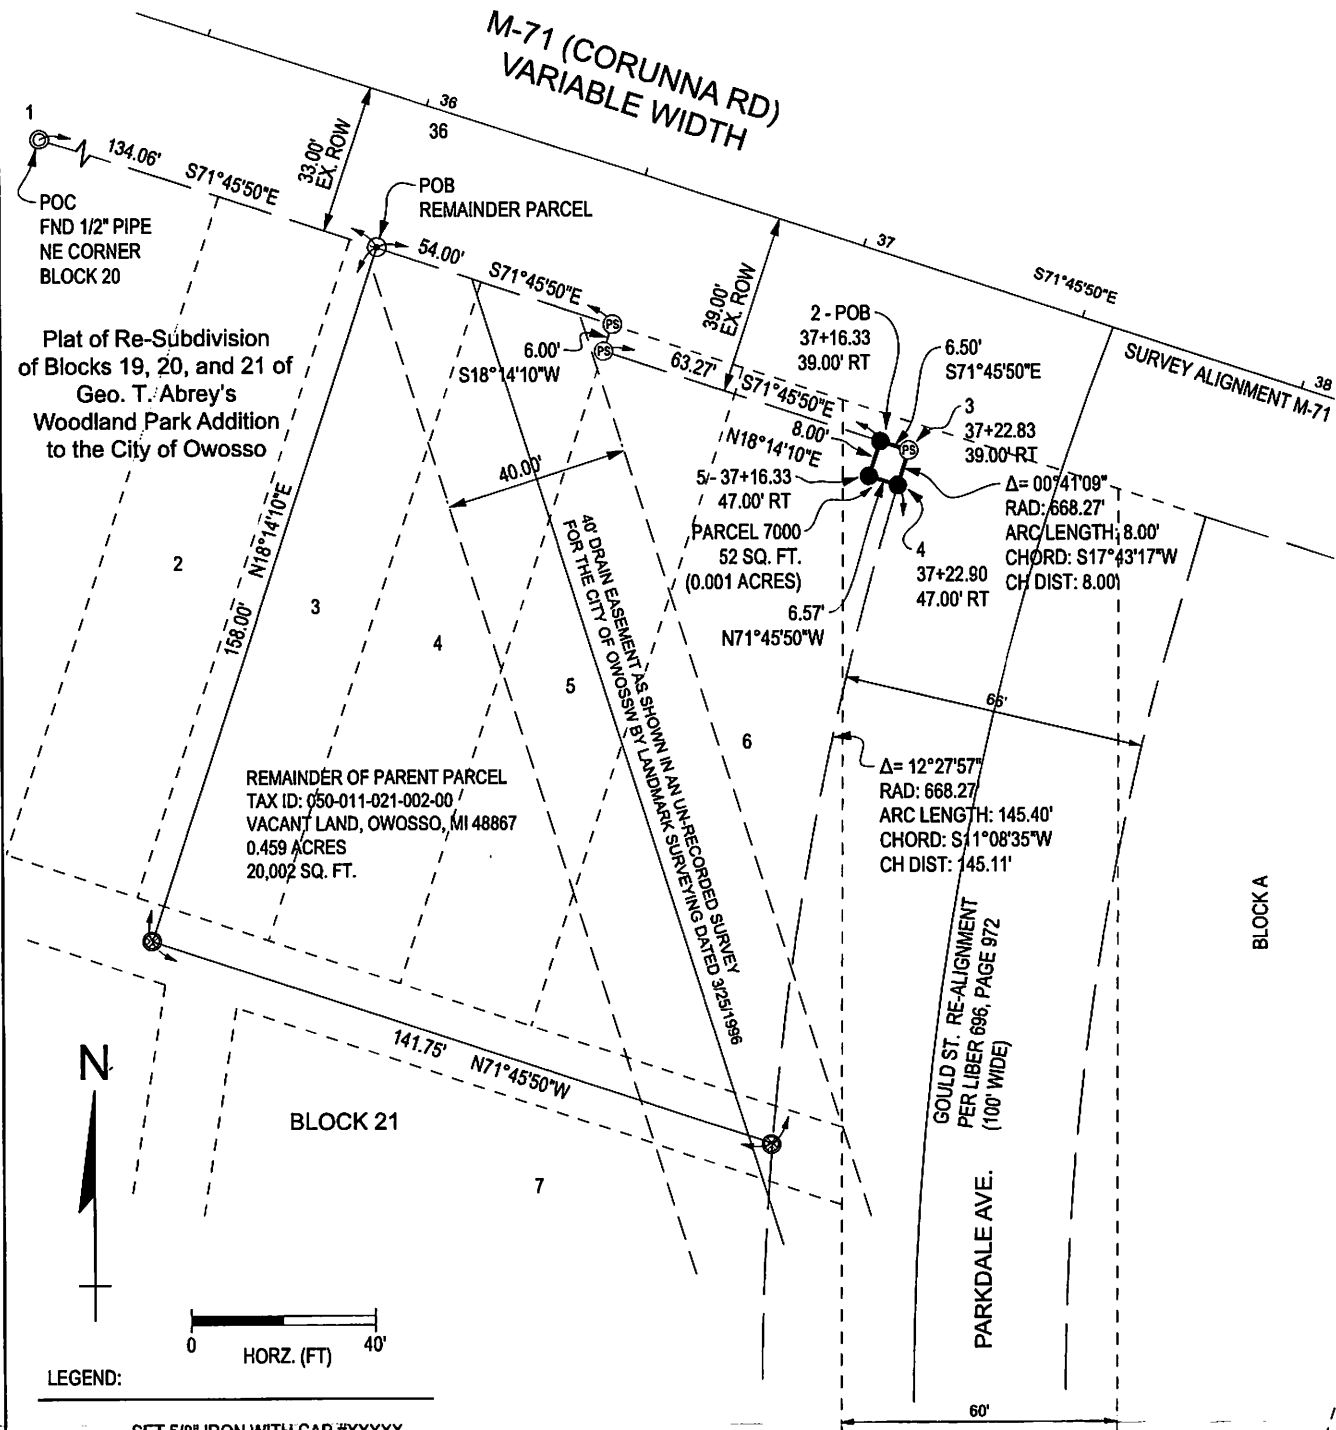 M-71 (CORUNNA RD)
VARIABLE WIDTH
1
134.06'
S71°45'50"E
33.00'
EX. ROW
36
36
POC
FND 1/2" PIPE
NE CORNER
BLOCK 20
POB
REMAINDER PARCEL
54.00'
S71°45'50"E
PS
PS
6.00'
S18°14'10"W
39.00'
EX. ROW
37
S71°45'50"E
SURVEY ALIGNMENT M-71
38
63.27'
S71°45'50"E
2 - POB
37+16.33
39.00' RT
6.50'
S71°45'50"E
3
37+22.83
39.00' RT
PS
8.00'
N18°14'10"E
5/- 37+16.33
47.00' RT
PARCEL 7000
52 SQ. FT.
(0.001 ACRES)
Δ= 00°41'09"
RAD: 668.27'
ARC LENGTH: 8.00'
CHORD: S17°43'17"W
CH DIST: 8.00'
4
37+22.90
47.00' RT
6.57'
N71°45'50"W
Plat of Re-Subdivision
of Blocks 19, 20, and 21 of
Geo. T. Abrey's
Woodland Park Addition
to the City of Owosso
40.00'
N18°14'10"E
158.00'
2
3
4
5
6
40' DRAIN EASEMENT AS SHOWN IN AN UN-RECORDED SURVEY
FOR THE CITY OF OWOSSW BY LANDMARK SURVEYING DATED 3/25/1996
66'
REMAINDER OF PARENT PARCEL
TAX ID: 050-011-021-002-00
VACANT LAND, OWOSSO, MI 48867
0.459 ACRES
20,002 SQ. FT.
Δ= 12°27'57"
RAD: 668.27'
ARC LENGTH: 145.40'
CHORD: S11°08'35"W
CH DIST: 145.11'
GOULD ST. RE-ALIGNMENT
PER LIBER 696, PAGE 972
(100' WIDE)
BLOCK A
141.75'
N71°45'50"W
N
BLOCK 21
7
PARKDALE AVE.
0
40'
HORZ. (FT)
LEGEND:
SET 5/8" IRON WITH CAP #XXXXX
60'